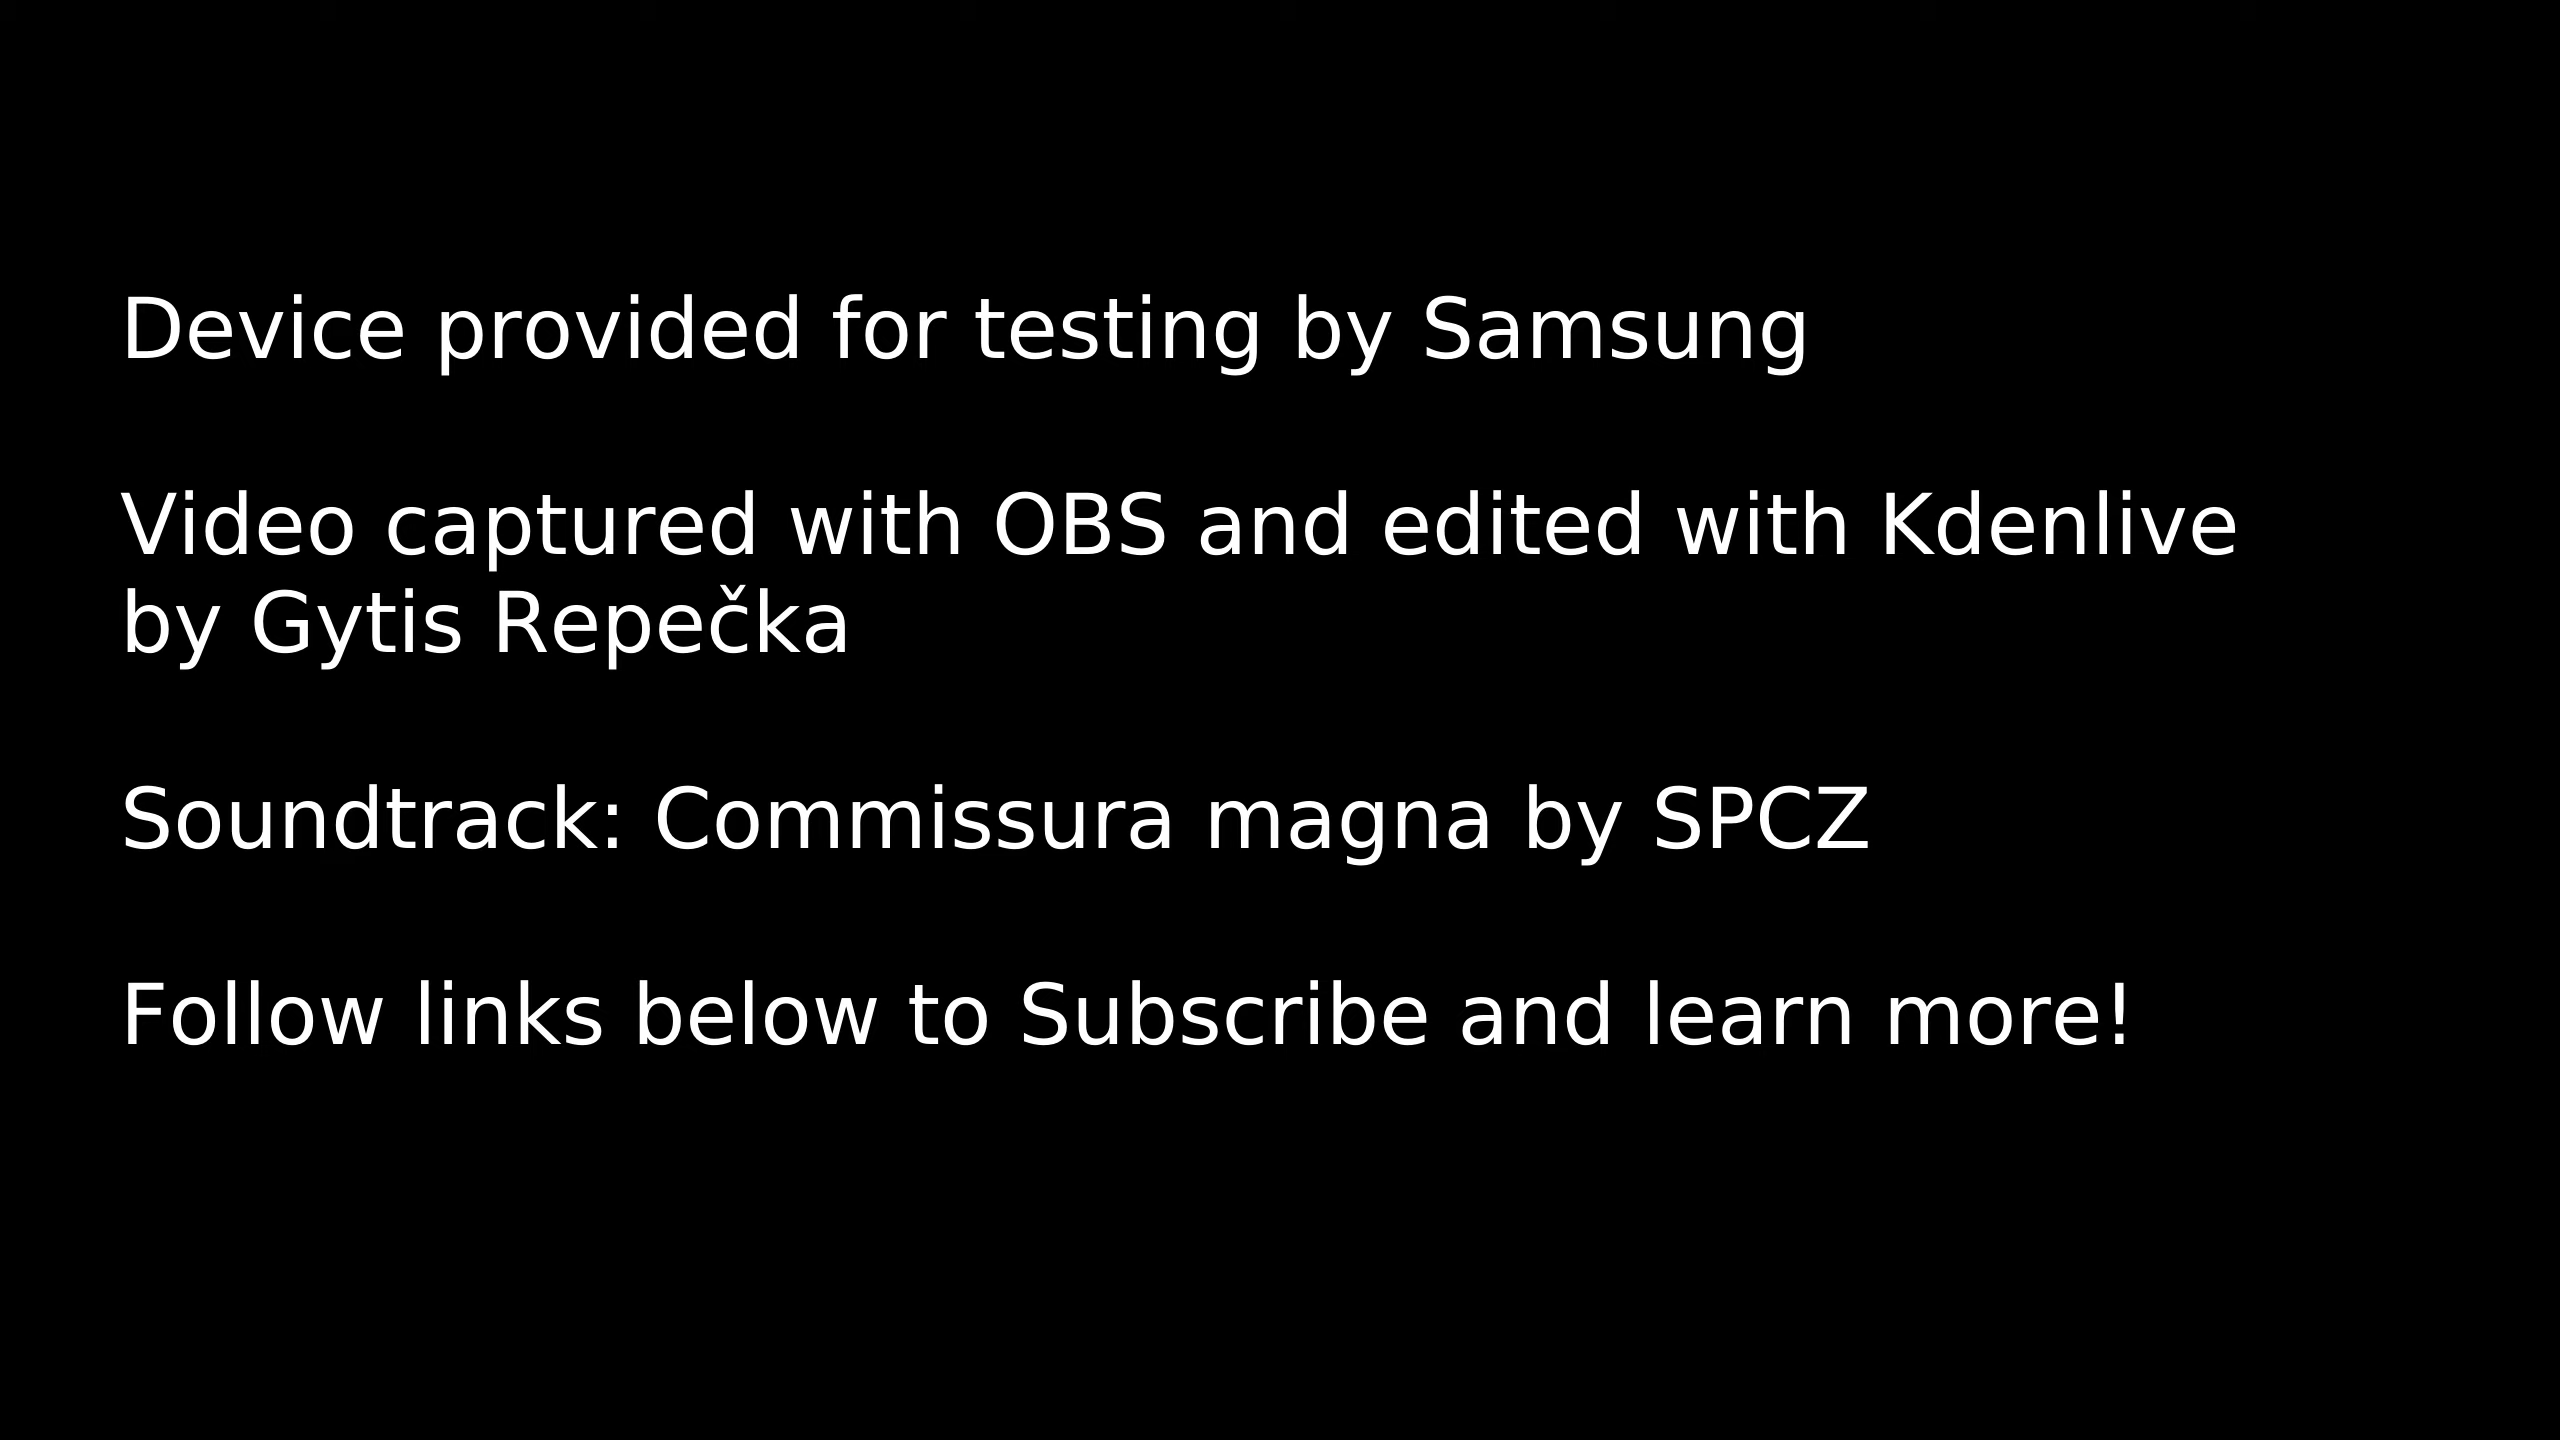 Device provided for testing by Samsung
Video captured with OBS and edited with Kdenlive
by Gytis Repečka
Soundtrack: Commissura magna by SPCZ
Follow links below to Subscribe and learn more!